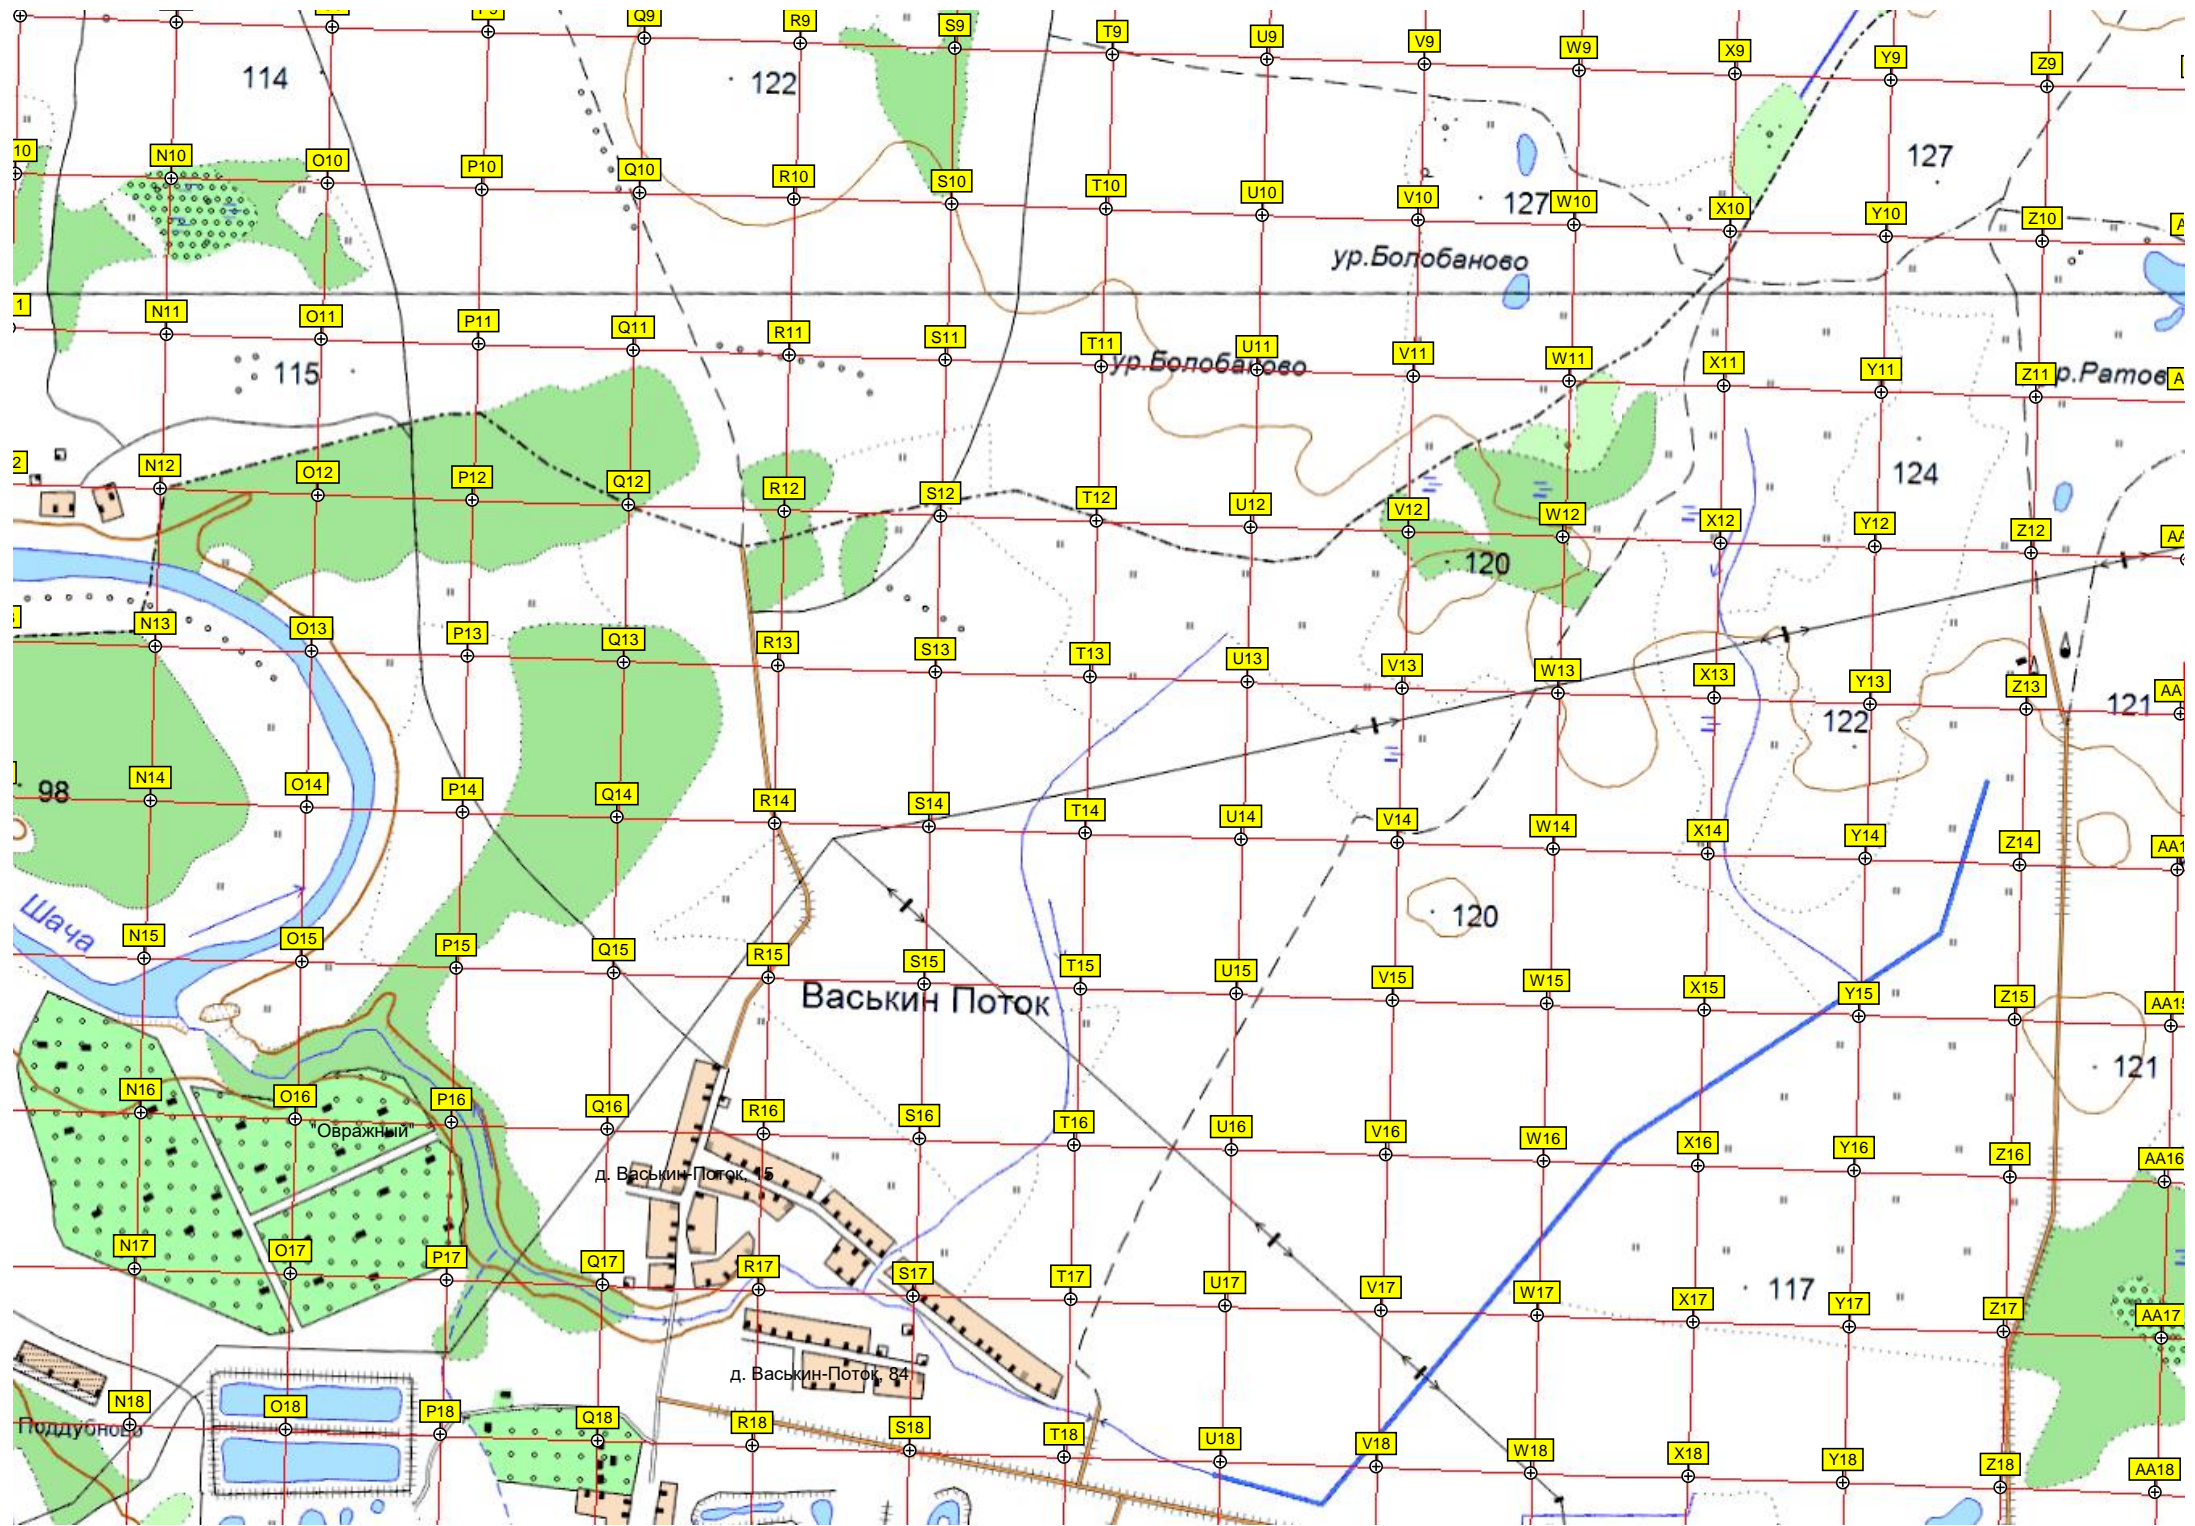 Q9 R9 S9 T9 U9 V9 W9 X9 Y9 Z9
114 122 127
10 N10 O10 P10 Q10 R10 S10 T10 U10 V10 127 W10 X10 Y10 Z10
ур.Болобаново
1 N11 O11 P11 Q11 R11 S11 T11 U11 V11 W11 X11 Y11 Z11
115 ур.Болобаново р.Ратов
2 N12 O12 P12 Q12 R12 S12 T12 U12 V12 W12 X12 Y12 Z12 AA
124
120
N13 O13 P13 Q13 R13 S13 T13 U13 V13 W13 X13 Y13 Z13 AA
122 121
98 N14 O14 P14 Q14 R14 S14 T14 U14 V14 W14 X14 Y14 Z14 AA1
Шача
120
N15 O15 P15 Q15 R15 S15 T15 U15 V15 W15 X15 Y15 Z15 AA15
Васькин Поток
121
N16 O16 P16 Q16 R16 S16 T16 U16 V16 W16 X16 Y16 Z16 AA16
"Овражный"
д. Васькин-Поток, 15
N17 O17 P17 Q17 R17 S17 T17 U17 V17 W17 X17 Y17 Z17 AA17
117
д. Васькин-Поток, 84
N18 O18 P18 Q18 R18 S18 T18 U18 V18 W18 X18 Y18 Z18 AA18
Поддубново